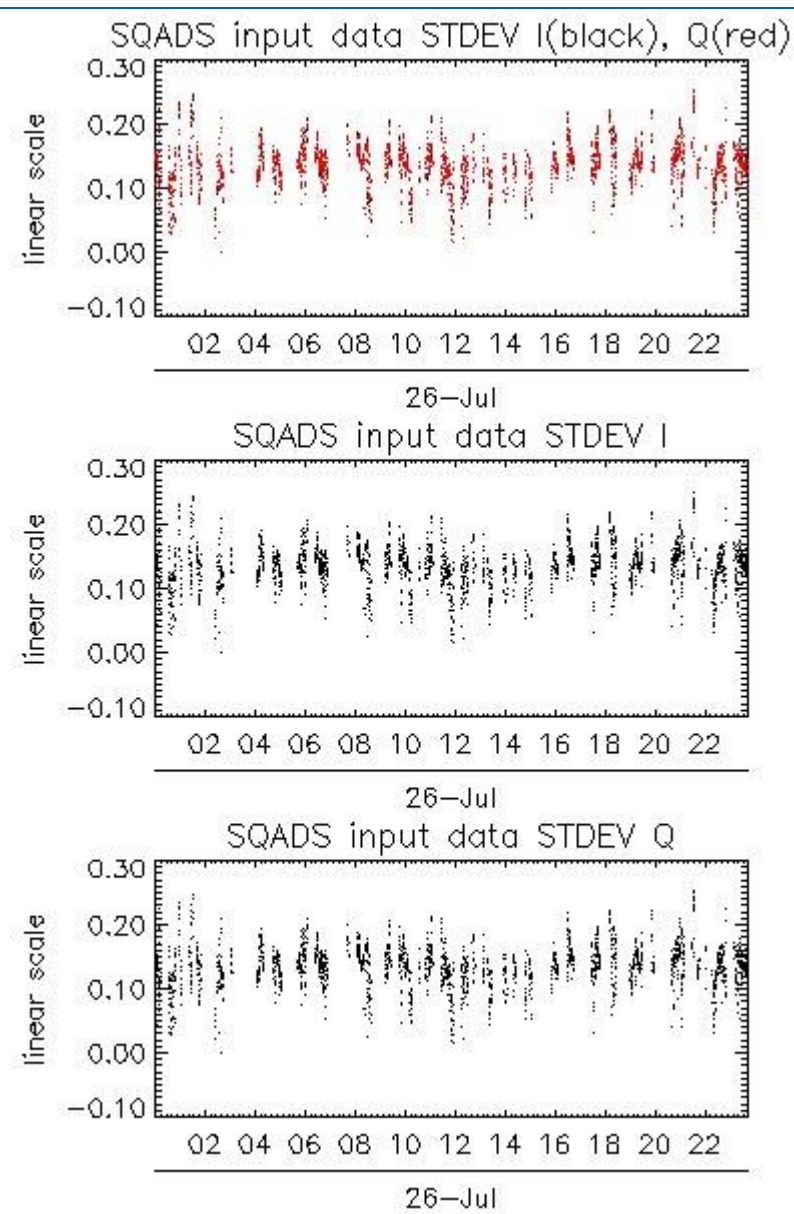 SQADS input data STDEV I(black), Q(red)
0.30
0.20
0.10
0.00
-0.10
linear scale
02 04 06 08 10 12 14 16 18 20 22
26-Jul
SQADS input data STDEV I
0.30
0.20
0.10
0.00
-0.10
linear scale
02 04 06 08 10 12 14 16 18 20 22
26-Jul
SQADS input data STDEV Q
0.30
0.20
0.10
0.00
-0.10
linear scale
02 04 06 08 10 12 14 16 18 20 22
26-Jul